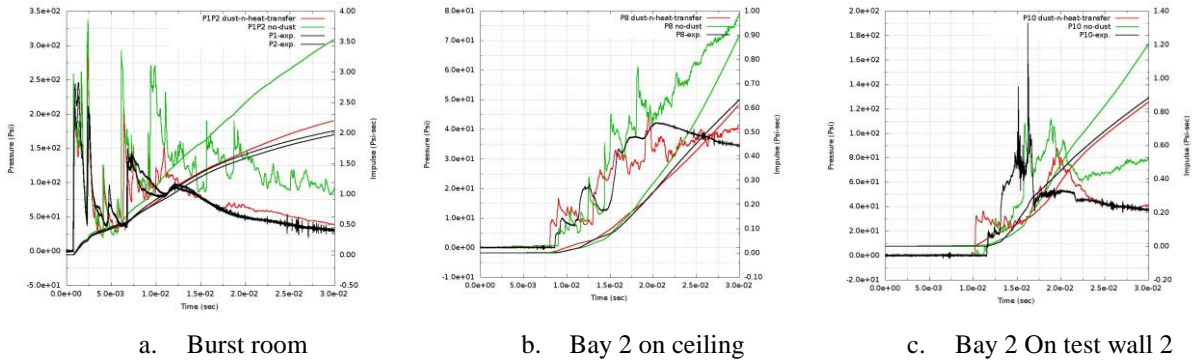 P1P2 dust-n-heat-transfer
P1P2 no-dust
P1-exp.
P2-exp.
Pressure (Psi)
3.5e+02
3.0e+02
2.5e+02
2.0e+02
1.5e+02
1.0e+02
5.0e+01
0.0e+00
5.0e+01
4.00
3.50
3.00
2.50
2.00
1.50
1.00
0.50
0.00
0.50
Impulse (Psi-sec)
0.0e+00 5.0e-03 1.0e-02 1.5e-02 2.0e-02 2.5e-02 3.0e-02
Time (sec)
a. Burst room
P8 dust-n-heat-transfer
P8 no-dust
P8-exp.
Pressure (Psi)
8.0e+01
7.0e+01
6.0e+01
5.0e+01
4.0e+01
3.0e+01
2.0e+01
1.0e+01
0.0e+00
1.0e+01
1.00
0.90
0.80
0.70
0.60
0.50
0.40
0.30
0.20
0.10
0.00
0.10
Impulse (Psi-sec)
0.0e+00 5.0e-03 1.0e-02 1.5e-02 2.0e-02 2.5e-02 3.0e-02
Time (sec)
b. Bay 2 on ceiling
P10 dust-n-heat-transfer
P10 no-dust
P10-exp.
Pressure (Psi)
2.0e+02
1.8e+02
1.6e+02
1.4e+02
1.2e+02
1.0e+02
8.0e+01
6.0e+01
4.0e+01
2.0e+01
0.0e+00
2.0e+01
1.40
1.20
1.00
0.80
0.60
0.40
0.20
0.00
0.20
Impulse (Psi-sec)
0.0e+00 5.0e-03 1.0e-02 1.5e-02 2.0e-02 2.5e-02 3.0e-02
Time (sec)
c. Bay 2 On test wall 2